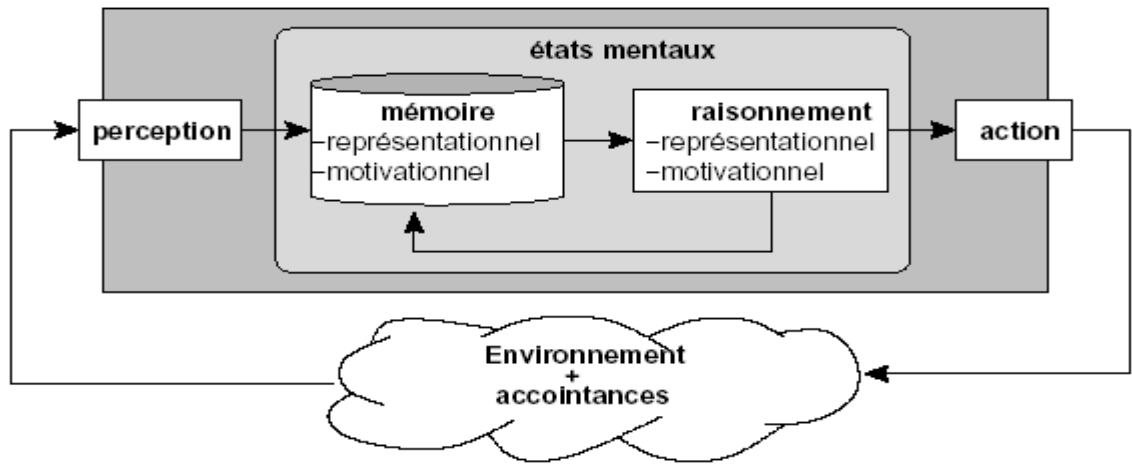 états mentaux
perception
mémoire
–représentationnel
–motivationnel
raisonnement
–représentationnel
–motivationnel
action
Environnement
+
accointances